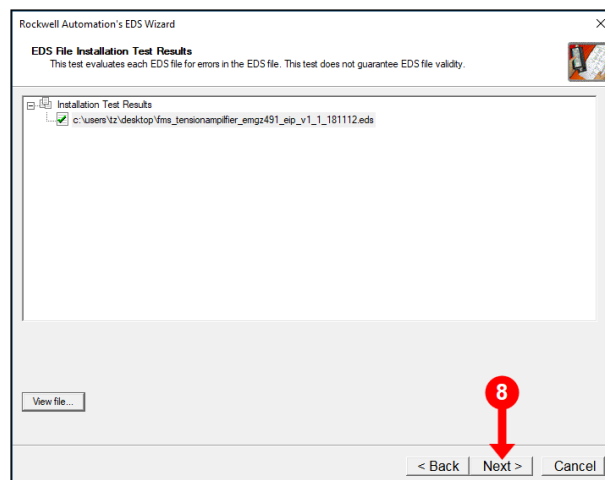 Rockwell Automation's EDS Wizard
EDS File Installation Test Results
This test evaluates each EDS file for errors in the EDS file. This test does not guarantee EDS file validity.
Installation Test Results
c:\users\tz\desktop\fms_tensionamplfier_emgz491_eip_v1_1_181112.eds
View file...
8
< Back
Next >
Cancel